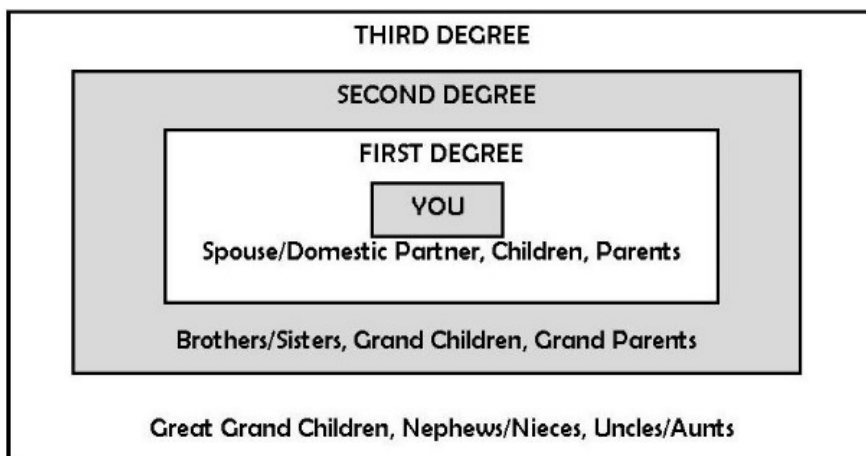 THIRD DEGREE
SECOND DEGREE
FIRST DEGREE
YOU
Spouse/Domestic Partner, Children, Parents
Brothers/Sisters, Grand Children, Grand Parents
Great Grand Children, Nephews/Nieces, Uncles/Aunts